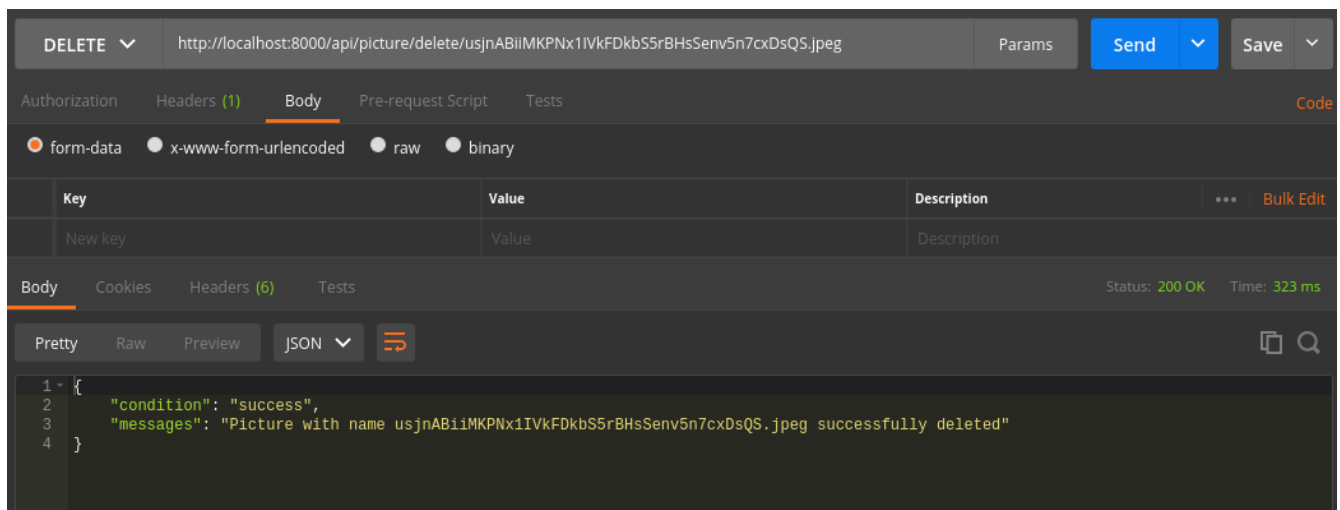 DELETE http://localhost:8000/api/picture/delete/usjnABiiMKPNx1IVkFDkbS5rBHsSenv5n7cxDsQS.jpeg Params Send Save
Authorization Headers (1) Body Pre-request Script Tests Code
form-data x-www-form-urlencoded raw binary
Key Value Description ••• Bulk Edit
New key Value Description
Body Cookies Headers (6) Tests Status: 200 OK Time: 323 ms
Pretty Raw Preview JSON
1 {
2 "condition": "success",
3 "messages": "Picture with name usjnABiiMKPNx1IVkFDkbS5rBHsSenv5n7cxDsQS.jpeg successfully deleted"
4 }